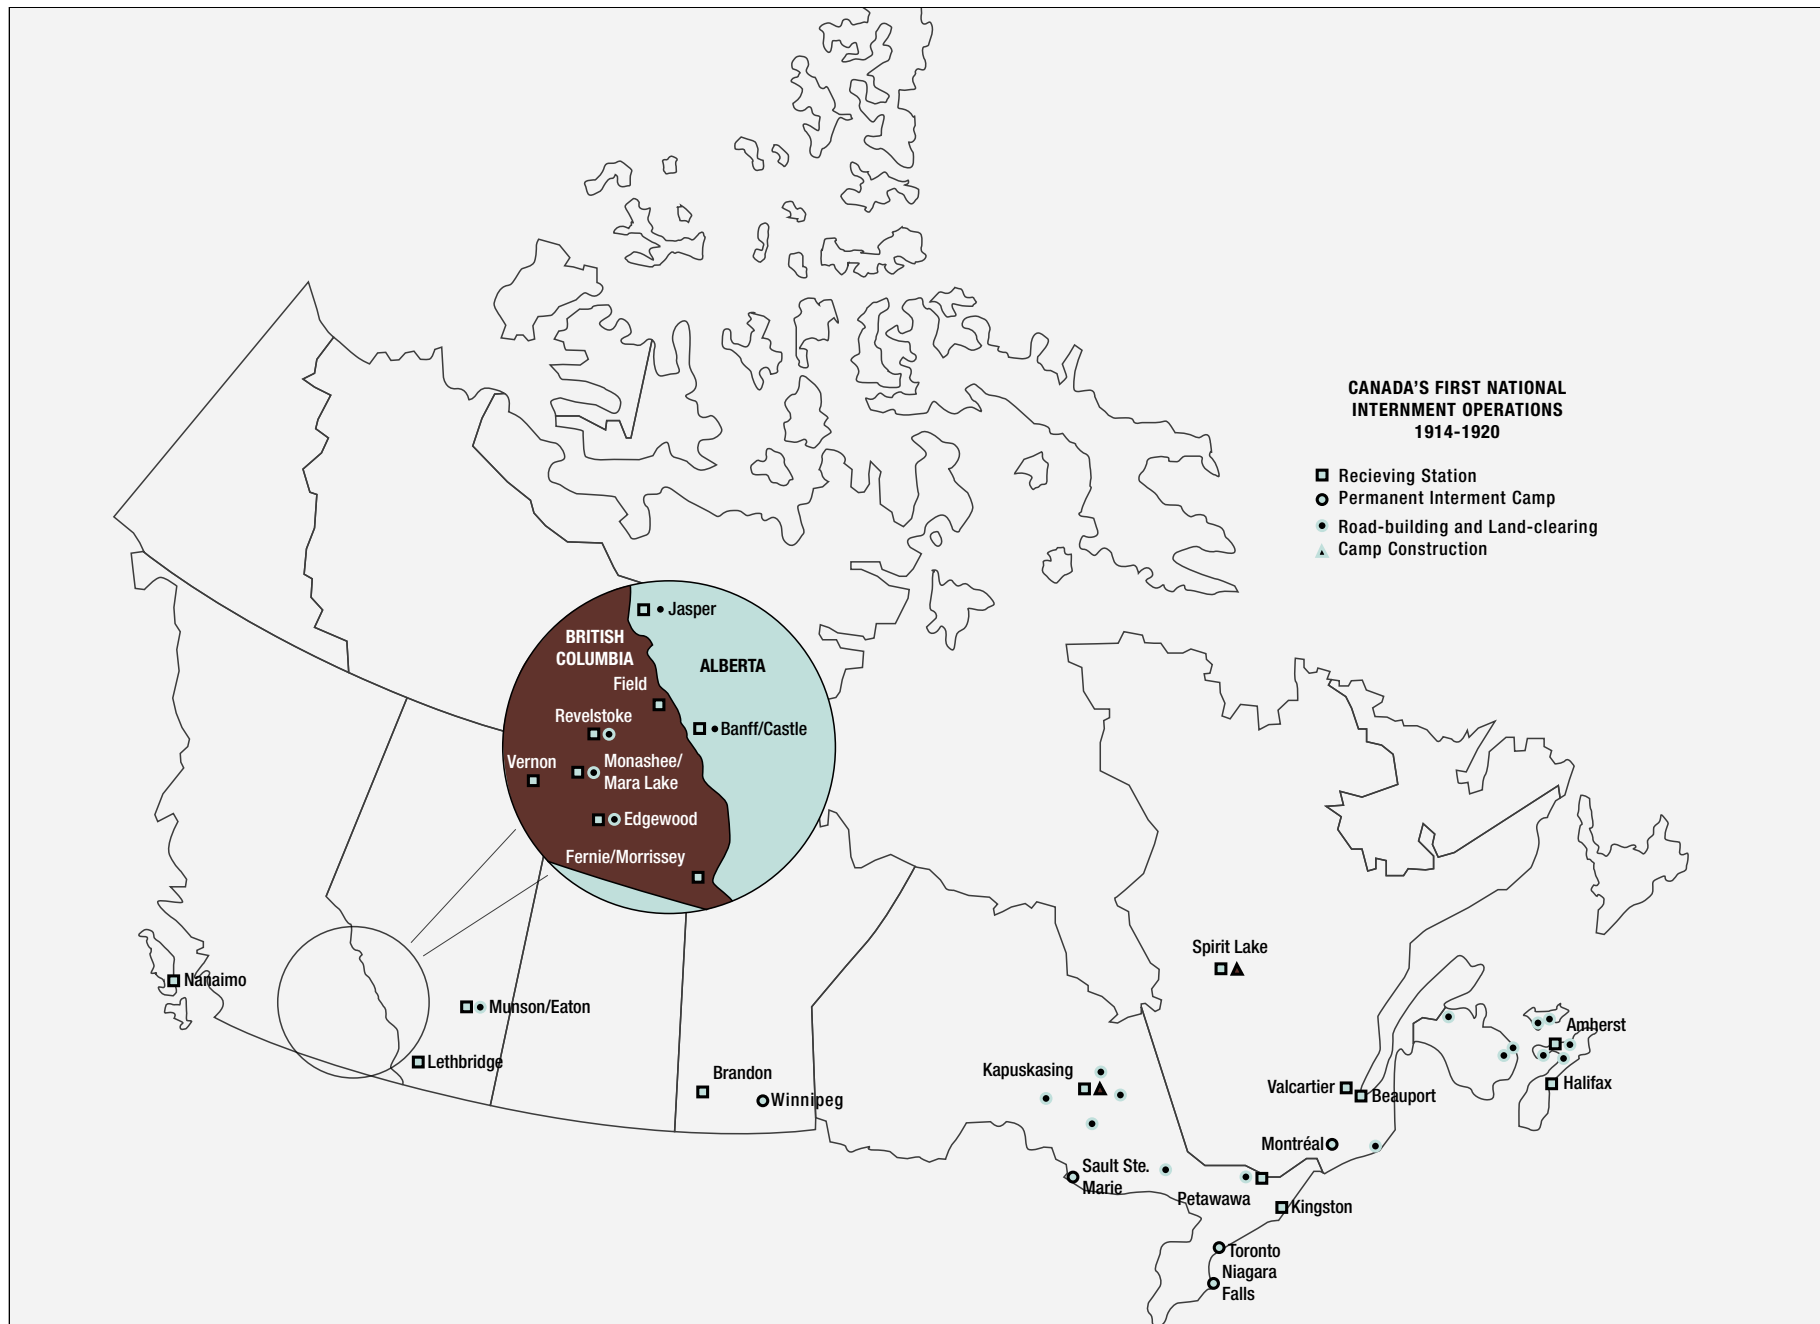 CANADA'S FIRST NATIONAL
INTERNMENT OPERATIONS
1914-1920
Recieving Station
Permanent Interment Camp
Road-building and Land-clearing
Camp Construction
Jasper
BRITISH
COLUMBIA
ALBERTA
Field
Revelstoke
Banff/Castle
Vernon
Monashee/
Mara Lake
Edgewood
Fernie/Morrissey
Nanaimo
Munson/Eaton
Lethbridge
Brandon
Winnipeg
Spirit Lake
Kapuskasing
Amherst
Halifax
Valcartier
Beauport
Montréal
Sault Ste.
Marie
Petawawa
Kingston
Toronto
Niagara
Falls